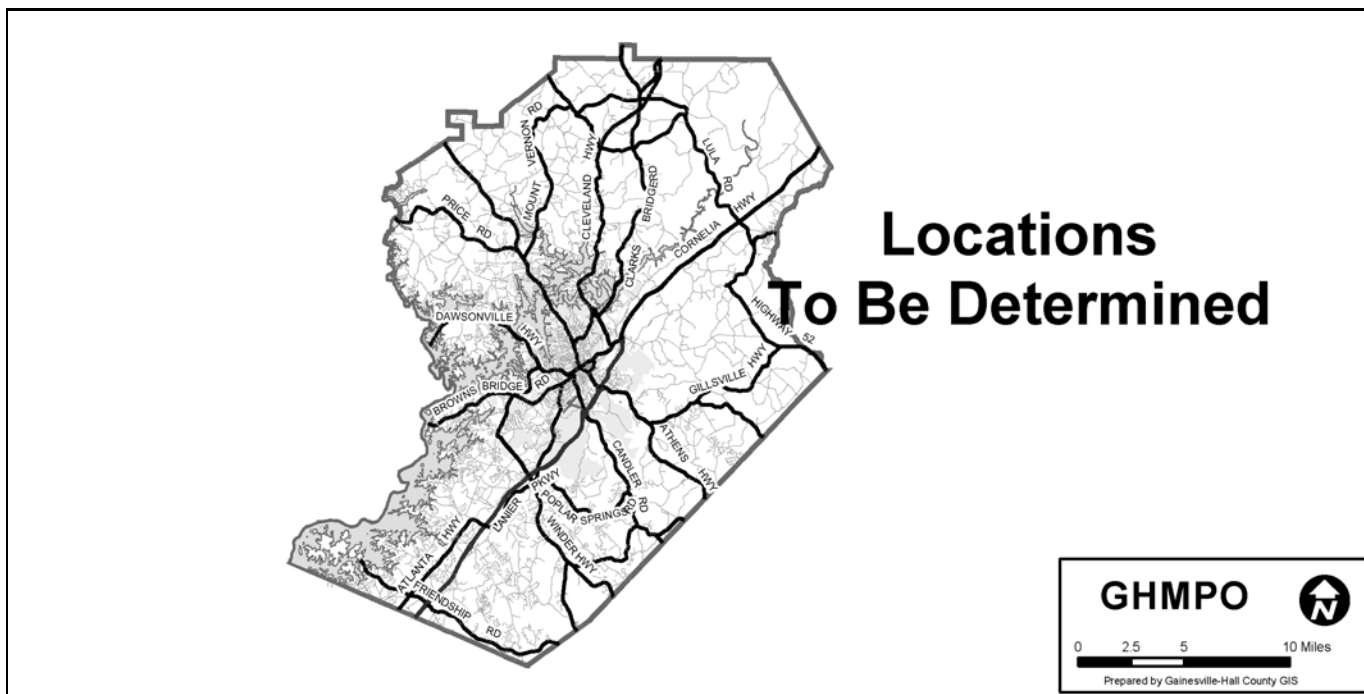 VERNON RD
MOUNT
CLEVELAND HWY
LULA RD
BRIDGE RD
CLARKS
CORNELIA HWY
PRICE RD
Locations
To Be Determined
DAWSONVILLE HWY
HIGHWAY 52
BROWNS BRIDGE RD
GILLSVILLE HWY
ATHENS HWY
CANDLER RD
LANIER PKWY
POPLAR SPRINGS RD
WINDER HWY
ATLANTA HWY
FRIENDSHIP RD
GHMPO
N
0 2.5 5 10 Miles
Prepared by Gainesville-Hall County GIS